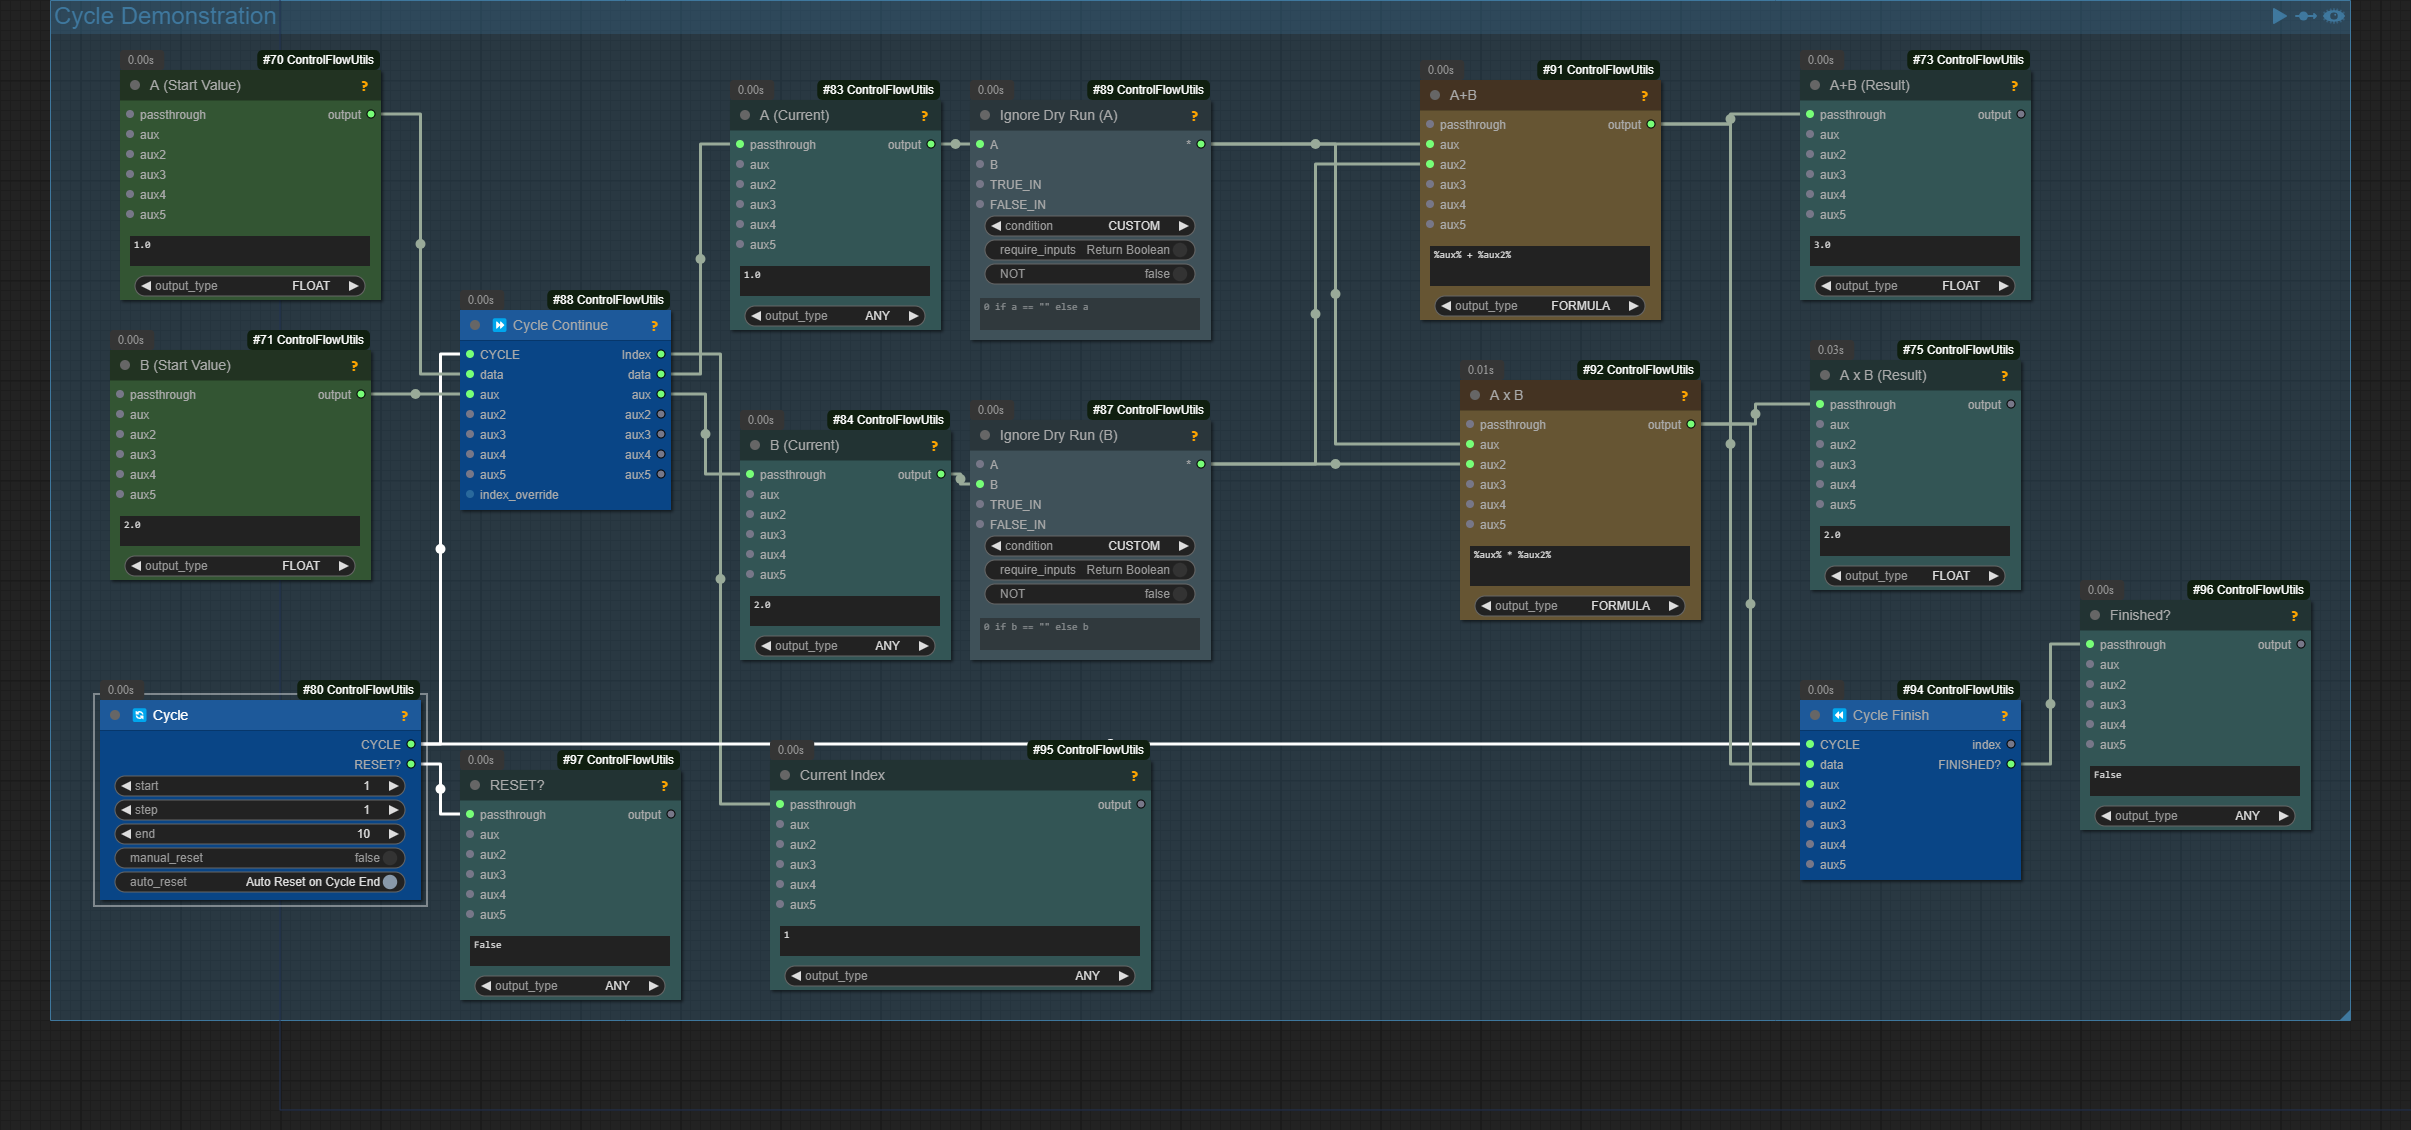 Cycle Demonstration
0.00s
#70 ControlFlowUtils
A (Start Value)
?
passthrough
output
aux
aux2
aux3
aux4
aux5
1.0
output_type
FLOAT
0.00s
#71 ControlFlowUtils
B (Start Value)
?
passthrough
output
aux
aux2
aux3
aux4
aux5
2.0
output_type
FLOAT
0.00s
#80 ControlFlowUtils
Cycle
?
CYCLE
RESET?
start
1
step
1
end
10
manual_reset
false
auto_reset
Auto Reset on Cycle End
0.00s
#88 ControlFlowUtils
Cycle Continue
?
CYCLE
Index
data
data
aux
aux
aux2
aux2
aux3
aux3
aux4
aux4
aux5
aux5
index_override
0.00s
#97 ControlFlowUtils
RESET?
?
passthrough
output
aux
aux2
aux3
aux4
aux5
False
output_type
ANY
0.00s
#83 ControlFlowUtils
A (Current)
?
passthrough
output
aux
aux2
aux3
aux4
aux5
1.0
output_type
ANY
0.00s
#84 ControlFlowUtils
B (Current)
?
passthrough
output
aux
aux2
aux3
aux4
aux5
2.0
output_type
ANY
0.00s
#95 ControlFlowUtils
Current Index
?
passthrough
output
aux
aux2
aux3
aux4
aux5
1
output_type
ANY
0.00s
#89 ControlFlowUtils
Ignore Dry Run (A)
?
A
*
B
TRUE_IN
FALSE_IN
condition
CUSTOM
require_inputs
Return Boolean
NOT
false
0 if a == "" else a
0.00s
#87 ControlFlowUtils
Ignore Dry Run (B)
?
A
*
B
TRUE_IN
FALSE_IN
condition
CUSTOM
require_inputs
Return Boolean
NOT
false
0 if b == "" else b
0.00s
#91 ControlFlowUtils
A+B
?
passthrough
output
aux
aux2
aux3
aux4
aux5
%aux% + %aux2%
output_type
FORMULA
0.01s
#92 ControlFlowUtils
A x B
?
passthrough
output
aux
aux2
aux3
aux4
aux5
%aux% * %aux2%
output_type
FORMULA
0.00s
#73 ControlFlowUtils
A+B (Result)
?
passthrough
output
aux
aux2
aux3
aux4
aux5
3.0
output_type
FLOAT
0.03s
#75 ControlFlowUtils
A x B (Result)
?
passthrough
output
aux
aux2
aux3
aux4
aux5
2.0
output_type
FLOAT
0.00s
#94 ControlFlowUtils
Cycle Finish
?
CYCLE
index
data
FINISHED?
aux
aux2
aux3
aux4
aux5
0.00s
#96 ControlFlowUtils
Finished?
?
passthrough
output
aux
aux2
aux3
aux4
aux5
False
output_type
ANY